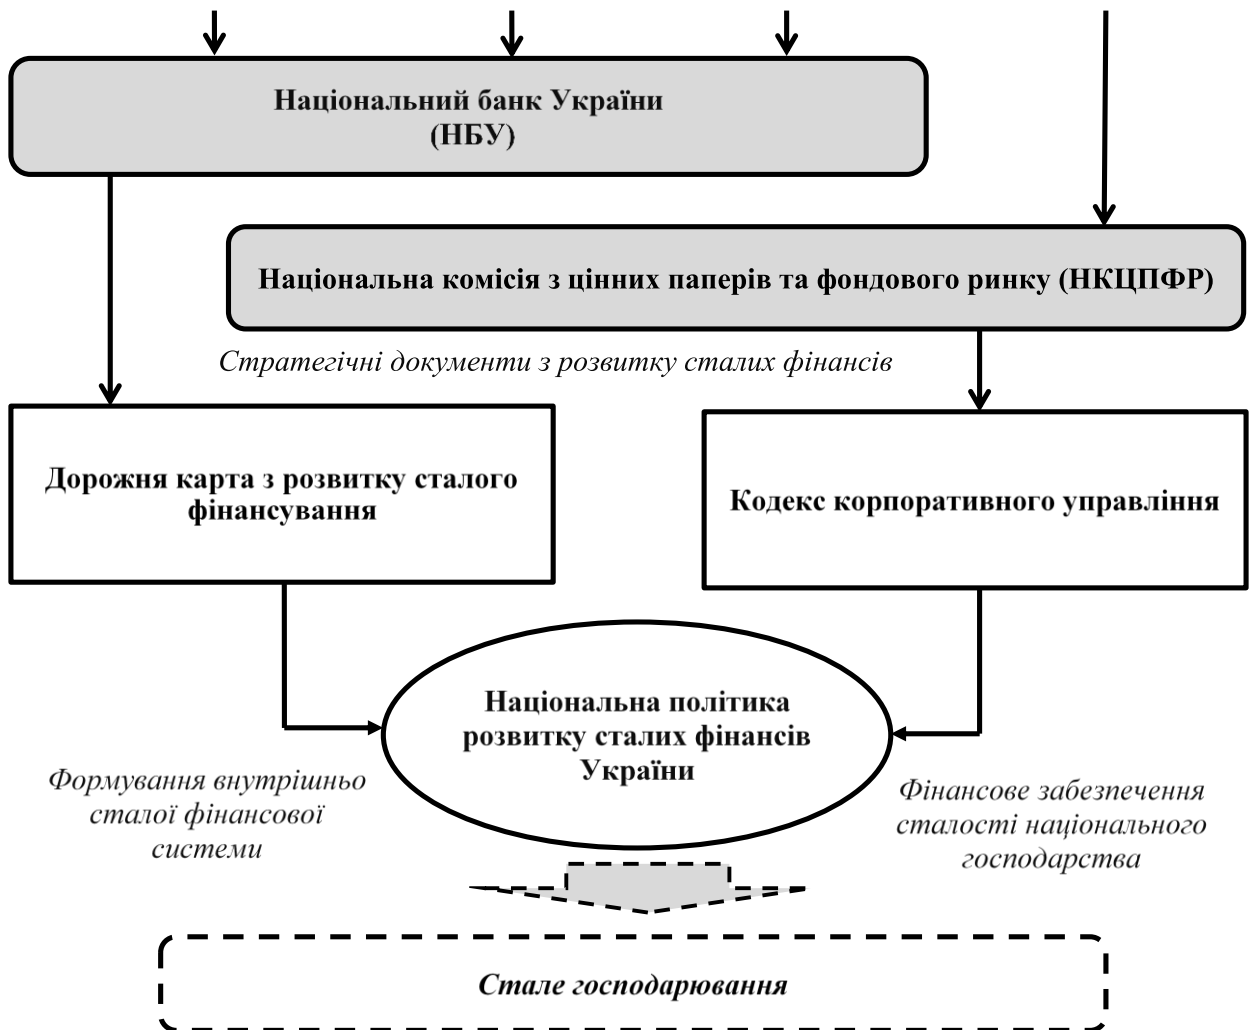 Національний банк України
(НБУ)
Національна комісія з цінних паперів та фондового ринку (НКЦПФР)
Стратегічні документи з розвитку сталих фінансів
Дорожня карта з розвитку сталого
фінансування
Кодекс корпоративного управління
Національна політика
розвитку сталих фінансів
України
Формування внутрішньо
сталої фінансової
системи
Фінансове забезпечення
сталості національного
господарства
Стале господарювання